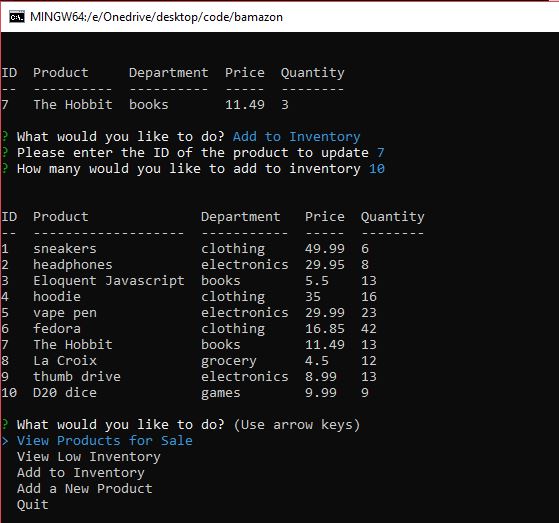 MINGW64:/e/Onedrive/desktop/code/bamazon
ID  Product     Department  Price  Quantity
--  ----------  ----------  -----  --------
7   The Hobbit  books       11.49  3
? What would you like to do? Add to Inventory
? Please enter the ID of the product to update 7
? How many would you like to add to inventory 10
ID  Product              Department   Price  Quantity
--  -------------------  -----------  -----  --------
1   sneakers             clothing     49.99  6
2   headphones           electronics  29.95  8
3   Eloquent Javascript  books        5.5    13
4   hoodie               clothing     35     16
5   vape pen             electronics  29.99  23
6   fedora               clothing     16.85  42
7   The Hobbit           books        11.49  13
8   La Croix             grocery      4.5    12
9   thumb drive          electronics  8.99   13
10  D20 dice             games        9.99   9
? What would you like to do? (Use arrow keys)
> View Products for Sale
  View Low Inventory
  Add to Inventory
  Add a New Product
  Quit